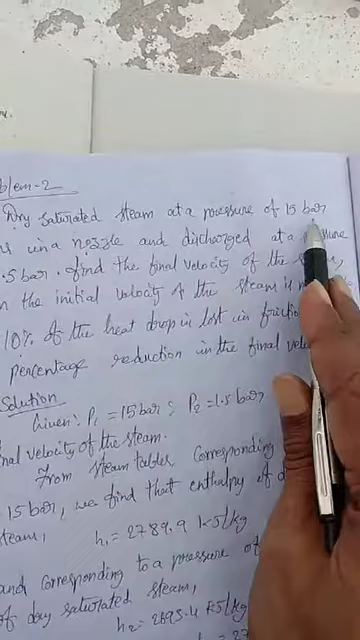 blem-2
Dry saturated steam at a pressure of 15 bar
in a nozzle and discharged at a pressure
.5 bar. find the final velocity of the
the initial velocity of the steam is
10% of the heat drop is lost in friction
percentage reduction in the final
Solution
Given: P₁ = 15 bar ; P₂ = 1.5 bar
nal velocity of the steam.
From steam tables, corresponding
15 bar, we find that enthalpy of
steam,
h₁ = 2789.9 kJ/kg
and corresponding to a pressure of
of dry saturated steam,
h₂ = 2693.4 kJ/kg